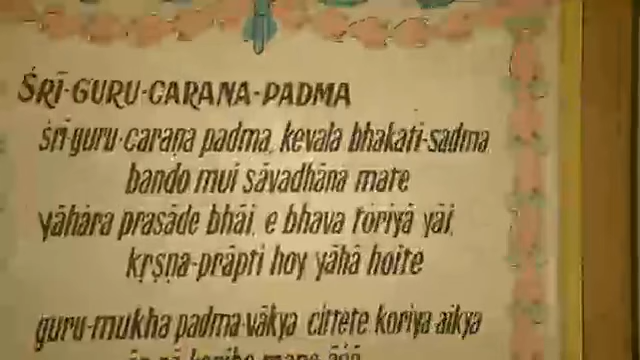 ŚRĪ-GURU-CARAṆA-PADMA
śrī-guru-caraṇa padma, kevala bhakati-sadma
bando mui sāvadhāna mate
yāhāra prasāde bhāi, e bhava toriyā yāi,
kṛṣṇa-prāpti hoy yāhā hoite
guru-mukha padma-vākya, cittete koriya aikya